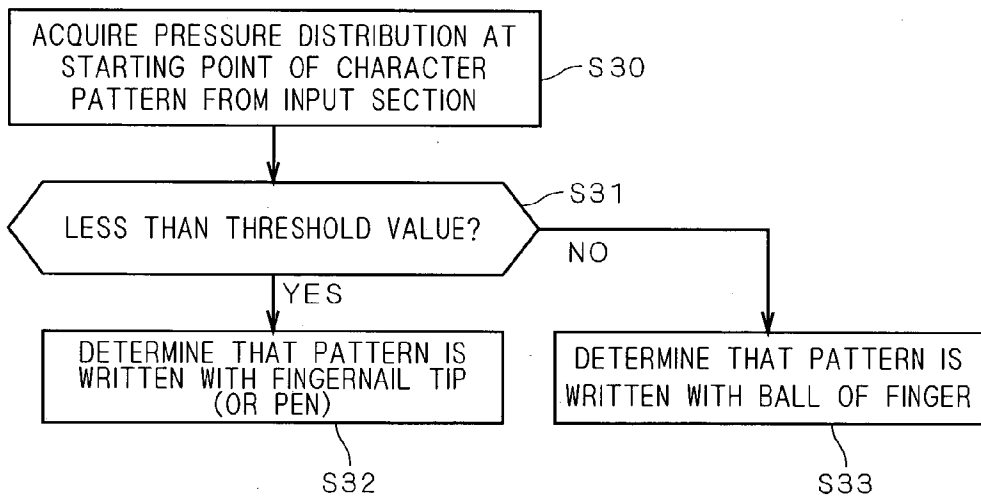 ACQUIRE PRESSURE DISTRIBUTION AT
STARTING POINT OF CHARACTER
PATTERN FROM INPUT SECTION
S30
LESS THAN THRESHOLD VALUE?
S31
NO
YES
DETERMINE THAT PATTERN IS
WRITTEN WITH FINGERNAIL TIP
(OR PEN)
S32
DETERMINE THAT PATTERN IS
WRITTEN WITH BALL OF FINGER
S33